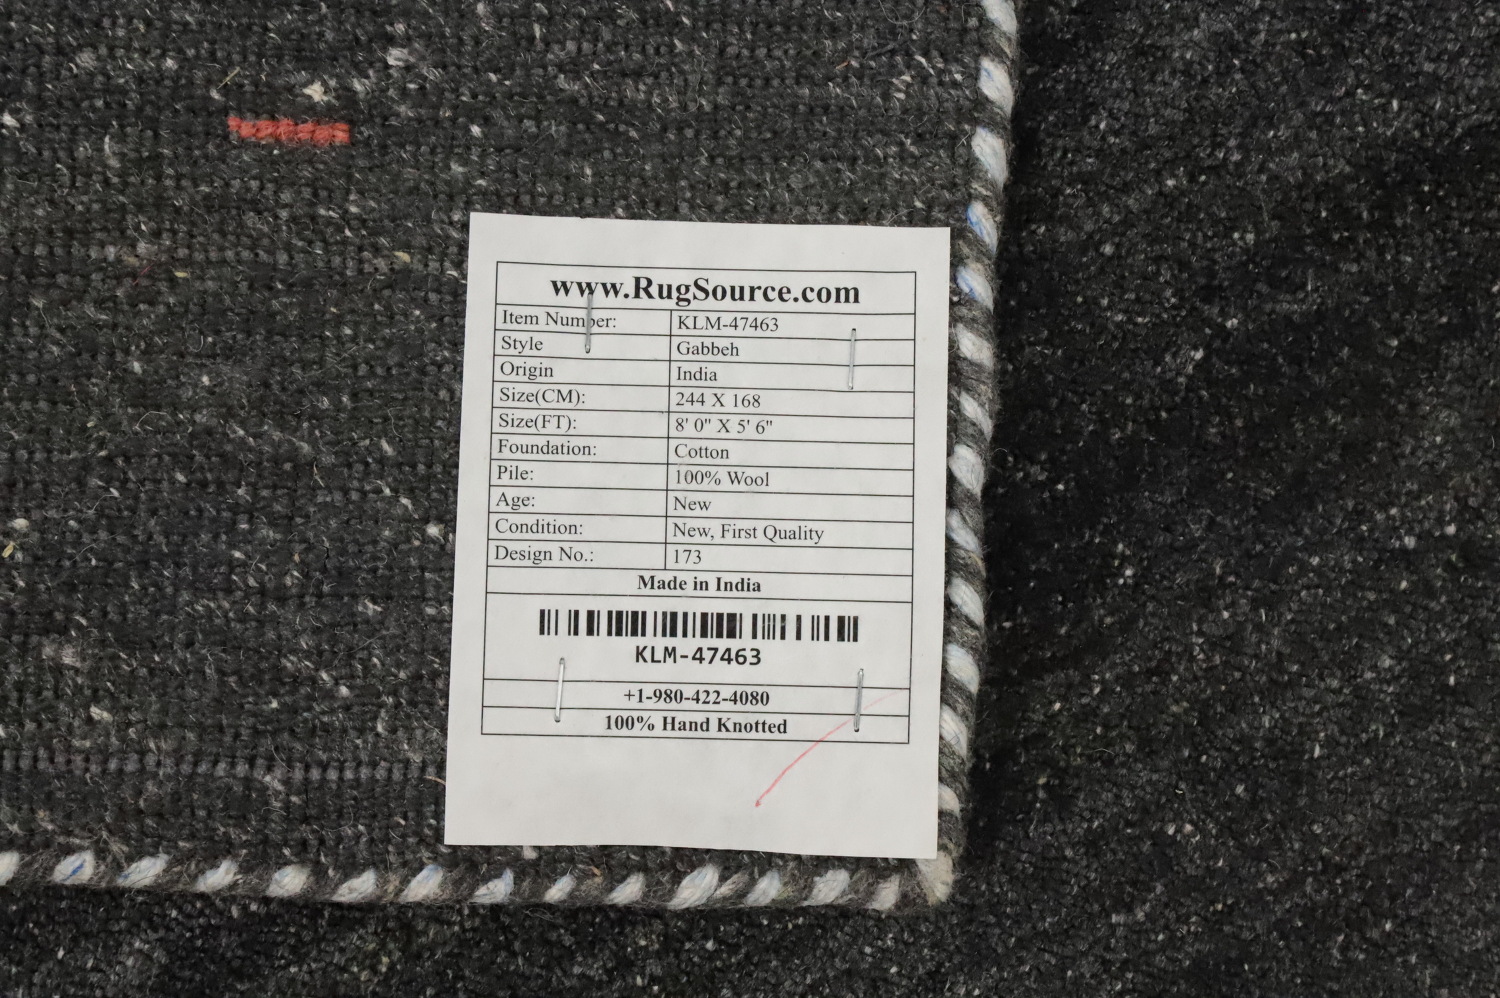 www.RugSource.com
Item Number: KLM-47463
Style Gabbeh
Origin India
Size(CM): 244 X 168
Size(FT): 8' 0" X 5' 6"
Foundation: Cotton
Pile: 100% Wool
Age: New
Condition: New, First Quality
Design No.: 173
Made in India
KLM-47463
+1-980-422-4080
100% Hand Knotted